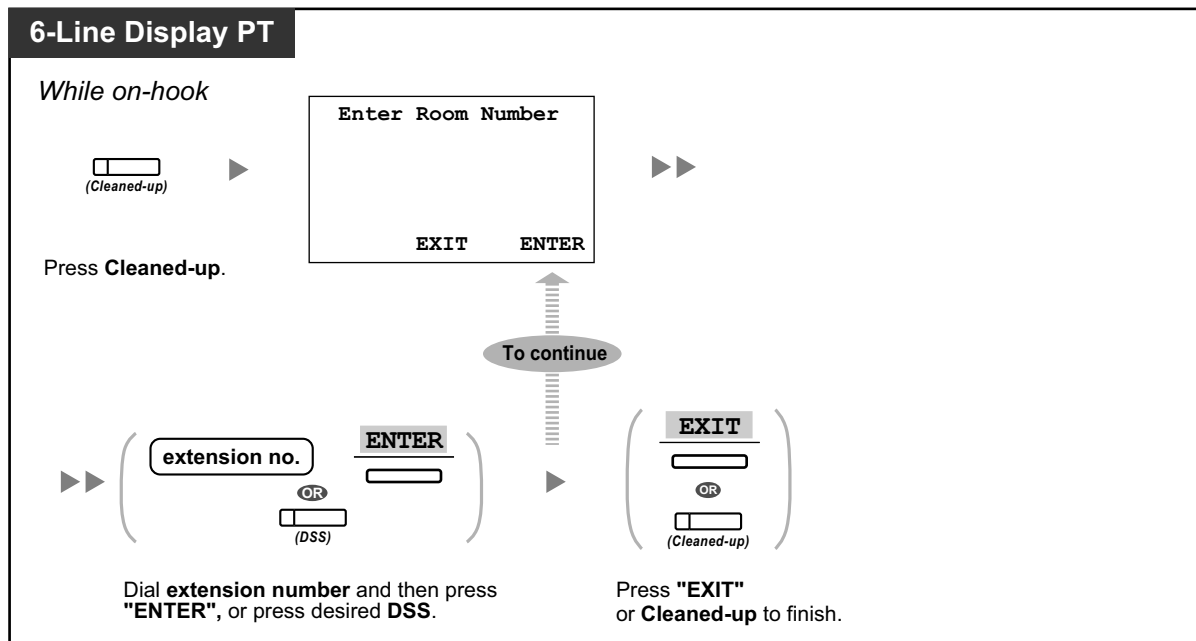 6-Line Display PT
While on-hook
Enter Room Number
(Cleaned-up)
EXIT ENTER
Press Cleaned-up.
To continue
extension no.
ENTER
OR
(DSS)
EXIT
OR
(Cleaned-up)
Dial extension number and then press
"ENTER", or press desired DSS.
Press "EXIT"
or Cleaned-up to finish.